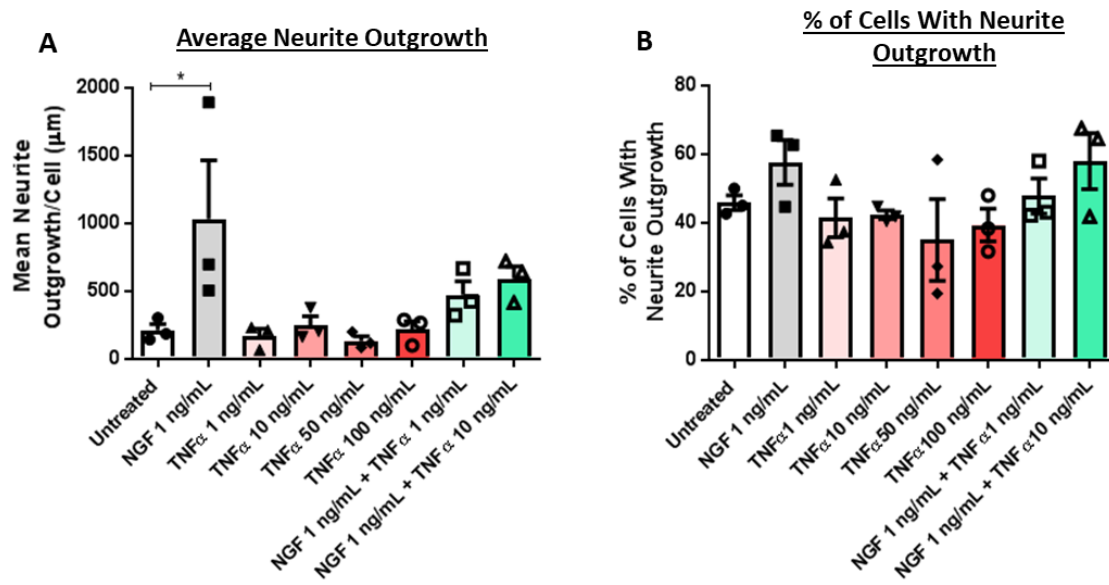 A
Average Neurite Outgrowth
Mean Neurite
Outgrowth/Cell (μm)
2000
1500
1000
500
0
*
Untreated
NGF 1 ng/mL
TNFα 1 ng/mL
TNFα 10 ng/mL
TNFα 50 ng/mL
TNFα 100 ng/mL
NGF 1 ng/mL + TNFα 1 ng/mL
NGF 1 ng/mL + TNFα 10 ng/mL
B
% of Cells With Neurite
Outgrowth
% of Cells With
Neurite Outgrowth
80
60
40
20
0
Untreated
NGF 1 ng/mL
TNFα1 ng/mL
TNFα10 ng/mL
TNFα50 ng/mL
TNFα100 ng/mL
NGF 1 ng/mL + TNFα1 ng/mL
NGF 1 ng/mL + TNFα10 ng/mL